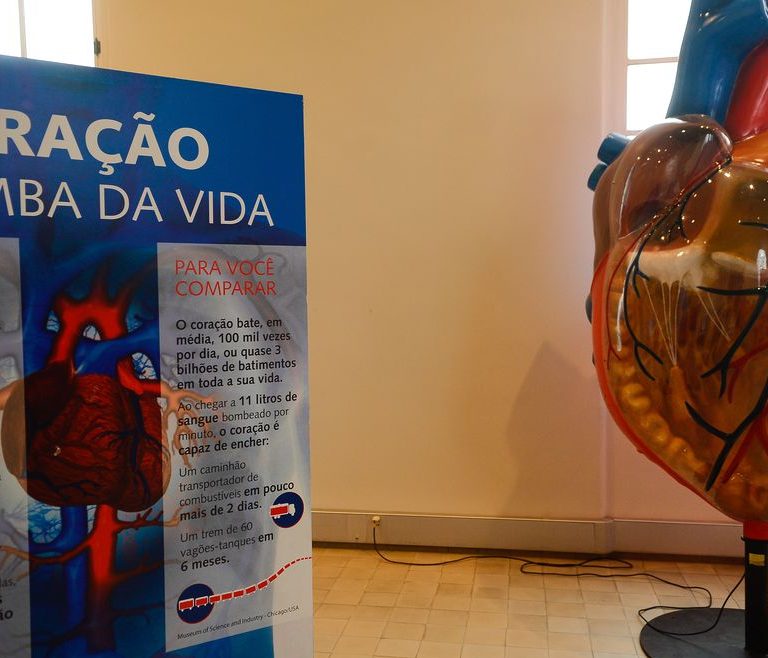 RAÇÃO
MBA DA VIDA
PARA VOCÊ
COMPARAR
O coração bate, em
média, 100 mil vezes
por dia, ou quase 3
bilhões de batimentos
em toda a sua vida.
Ao chegar a 11 litros de
sangue bombeado por
minuto, o coração é
capaz de encher:
Um caminhão
transportador de
combustíveis em pouco
mais de 2 dias.
Um trem de 60
vagões-tanques em
6 meses.
Museum of Science and Industry - Chicago/USA